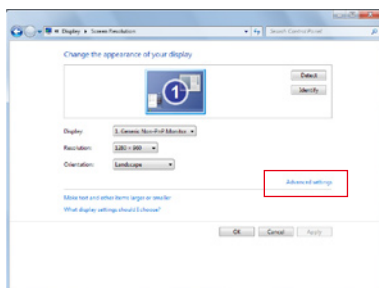 Display ▸ Screen Resolution
Search Control Panel
Change the appearance of your display
1
Detect
Identify
Display: 1. Generic Non-PnP Monitor
Resolution:
Orientation: Landscape
Advanced settings
Make text and other items larger or smaller
What display settings should I choose?
OK Cancel Apply